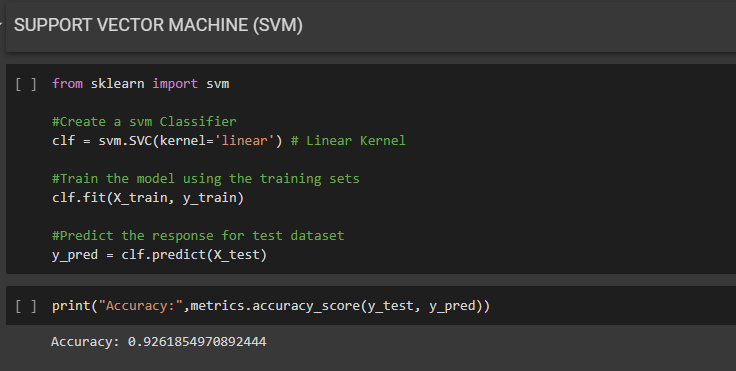 SUPPORT VECTOR MACHINE (SVM)
[ ] from sklearn import svm
#Create a svm Classifier
clf = svm.SVC(kernel='linear') # Linear Kernel
#Train the model using the training sets
clf.fit(X_train, y_train)
#Predict the response for test dataset
y_pred = clf.predict(X_test)
[ ] print("Accuracy:",metrics.accuracy_score(y_test, y_pred))
Accuracy: 0.9261854970892444